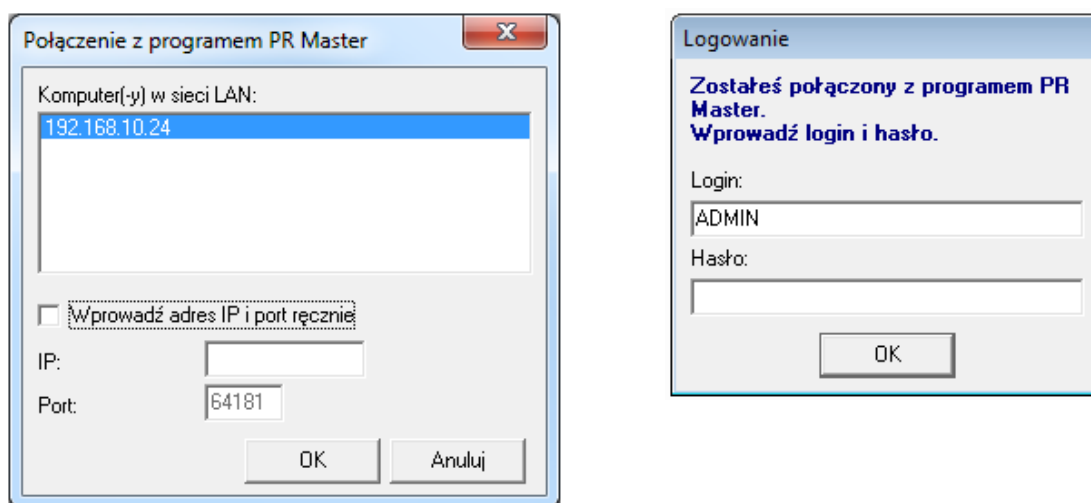 Połączenie z programem PR Master
Komputer(-y) w sieci LAN:
192.168.10.24
Wprowadź adres IP i port ręcznie
IP:
Port:
64181
OK
Anuluj
Logowanie
Zostałeś połączony z programem PR
Master.
Wprowadź login i hasło.
Login:
ADMIN
Hasło:
OK